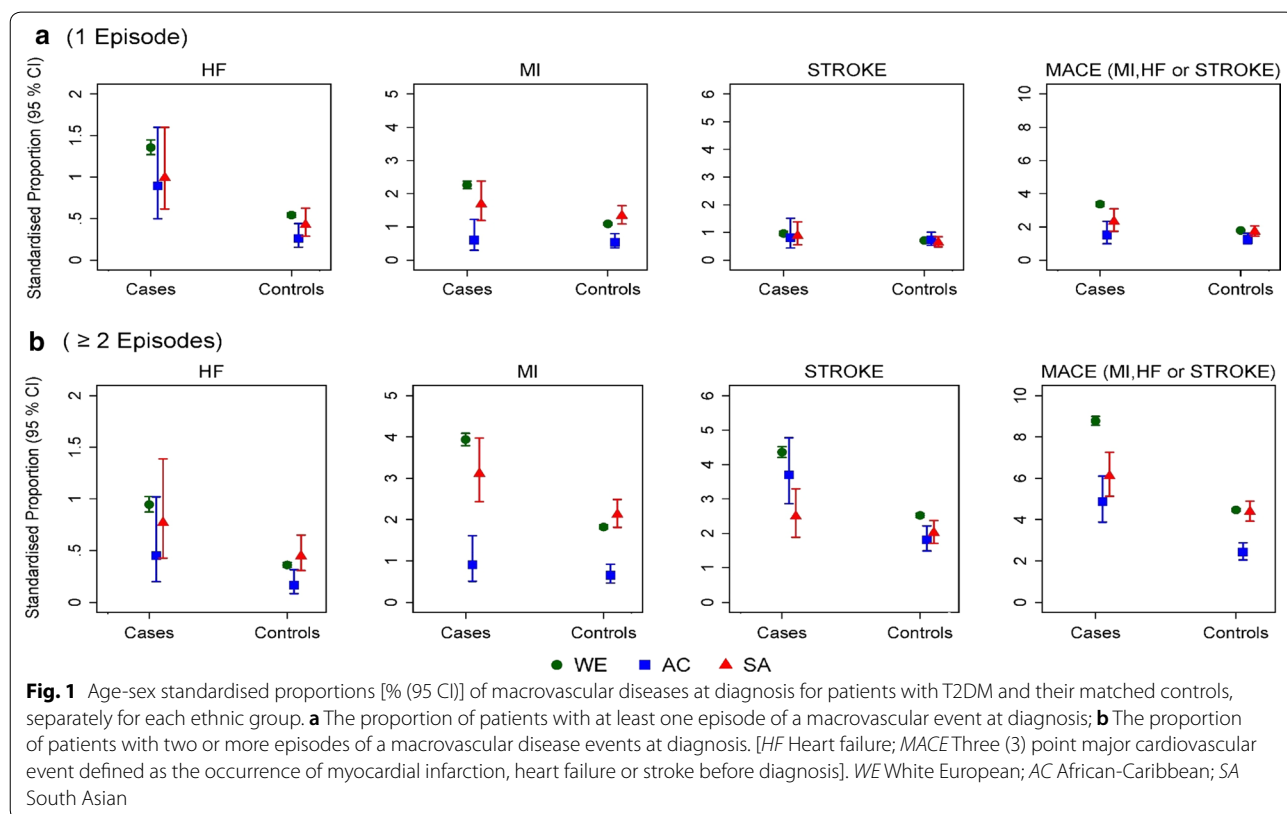 a (1 Episode)
HF
MI
STROKE
MACE (MI,HF or STROKE)
Standardised Proportion (95 % CI)
2
1.5
1
.5
0
Cases
Controls
5
4
3
2
1
0
Cases
Controls
6
5
4
3
2
1
0
Cases
Controls
10
8
6
4
2
0
Cases
Controls
b ( ≥ 2 Episodes)
HF
MI
STROKE
MACE (MI,HF or STROKE)
Standardised Proportion (95 % CI)
2
1.5
1
.5
0
Cases
Controls
5
4
3
2
1
0
Cases
Controls
6
5
4
3
2
1
0
Cases
Controls
10
8
6
4
2
0
Cases
Controls
WE AC SA
Fig. 1 Age-sex standardised proportions [% (95 CI)] of macrovascular diseases at diagnosis for patients with T2DM and their matched controls,
separately for each ethnic group. a The proportion of patients with at least one episode of a macrovascular event at diagnosis; b The proportion
of patients with two or more episodes of a macrovascular disease events at diagnosis. [HF Heart failure; MACE Three (3) point major cardiovascular
event defined as the occurrence of myocardial infarction, heart failure or stroke before diagnosis]. WE White European; AC African-Caribbean; SA
South Asian